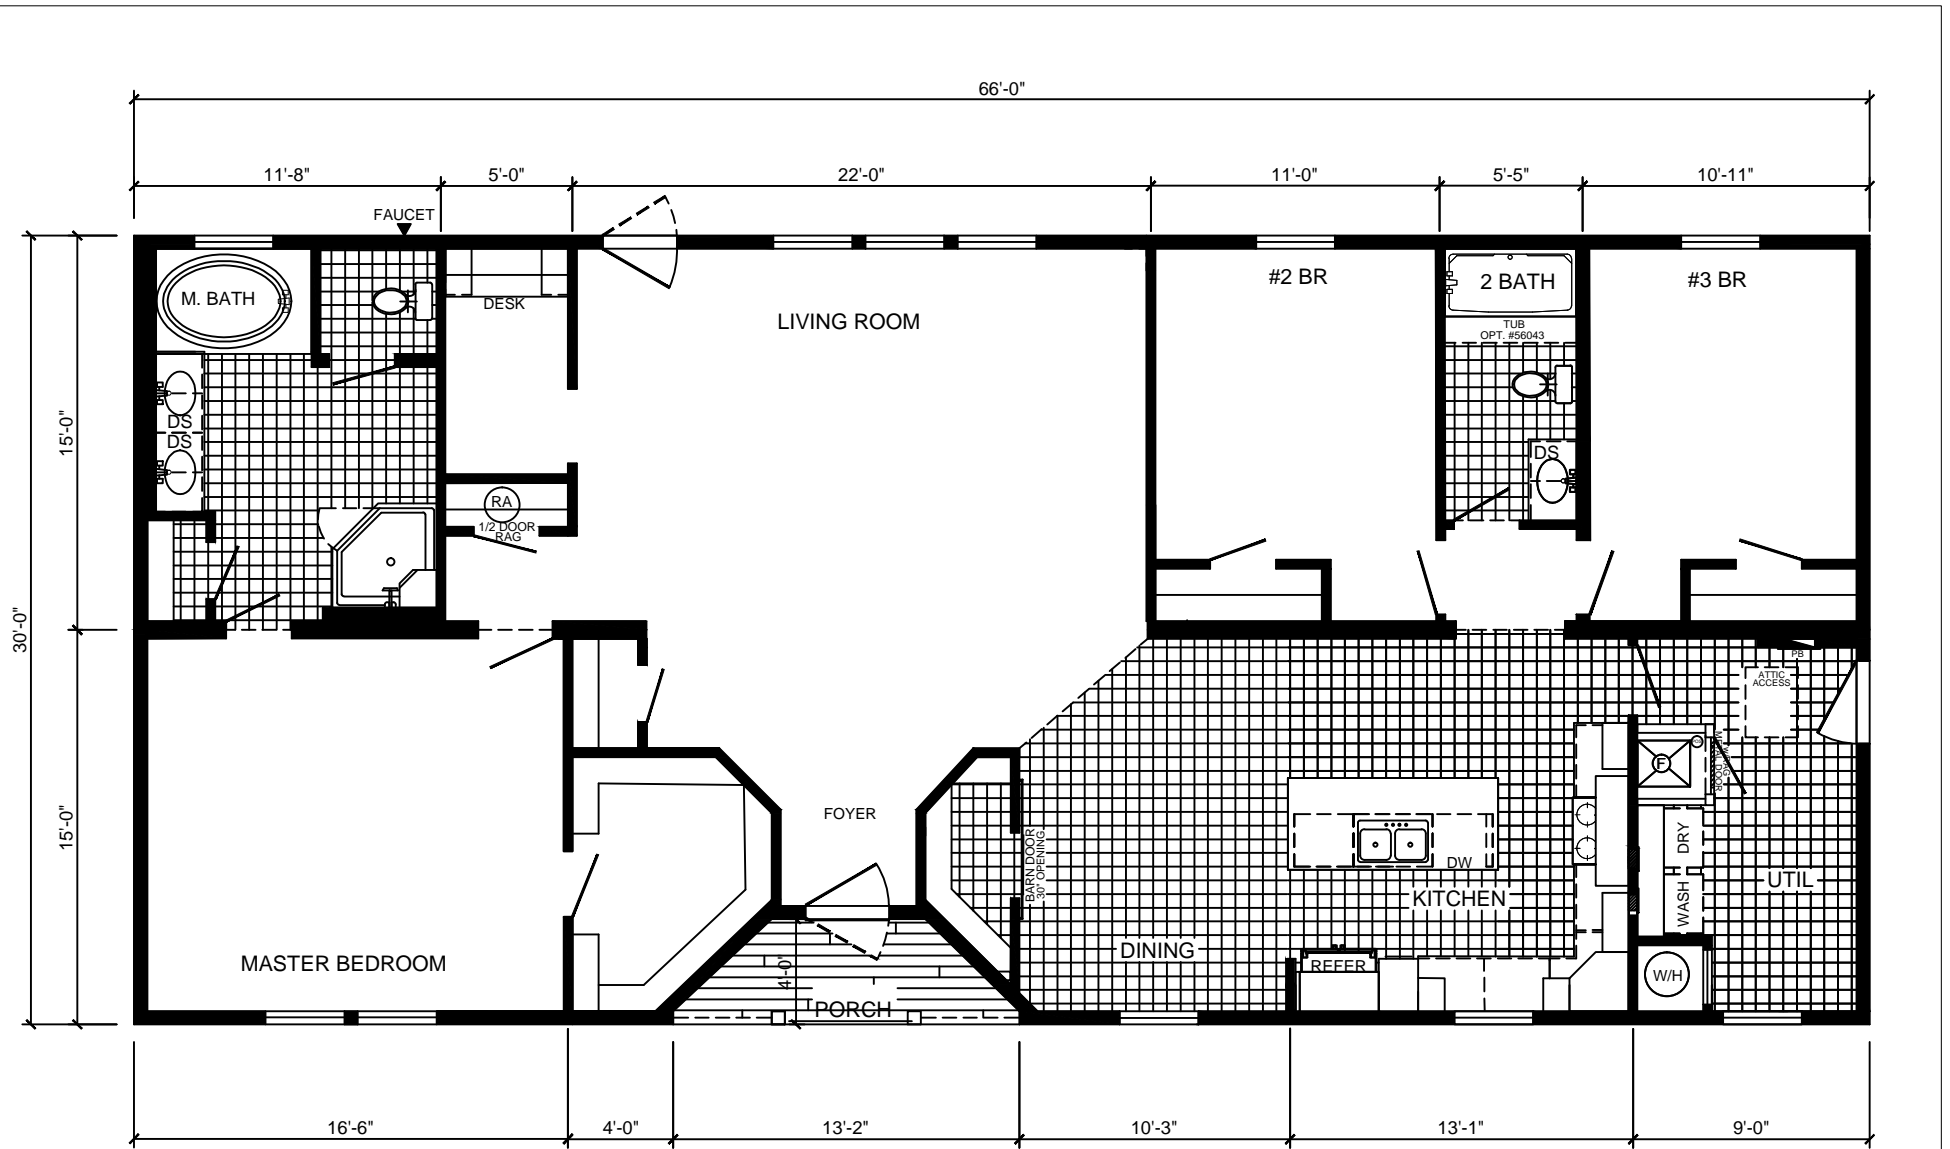 66'-0"
11'-8" 5'-0" 22'-0" 11'-0" 5'-5" 10'-11"
FAUCET
M. BATH
DESK
LIVING ROOM
#2 BR
2 BATH
#3 BR
TUB
OPT. #56043
DS
DS
DS
15'-0"
RA
1/2 DOOR
RAG
30'-0"
PB
ATTIC
ACCESS
F
METAL DOOR
W/RAG
FOYER
15'-0"
BARN DOOR
30" OPENING
DRY
WASH
DW
KITCHEN
UTIL
DINING
MASTER BEDROOM
REFER
W/H
4'-0"
PORCH
16'-6" 4'-0" 13'-2" 10'-3" 13'-1" 9'-0"